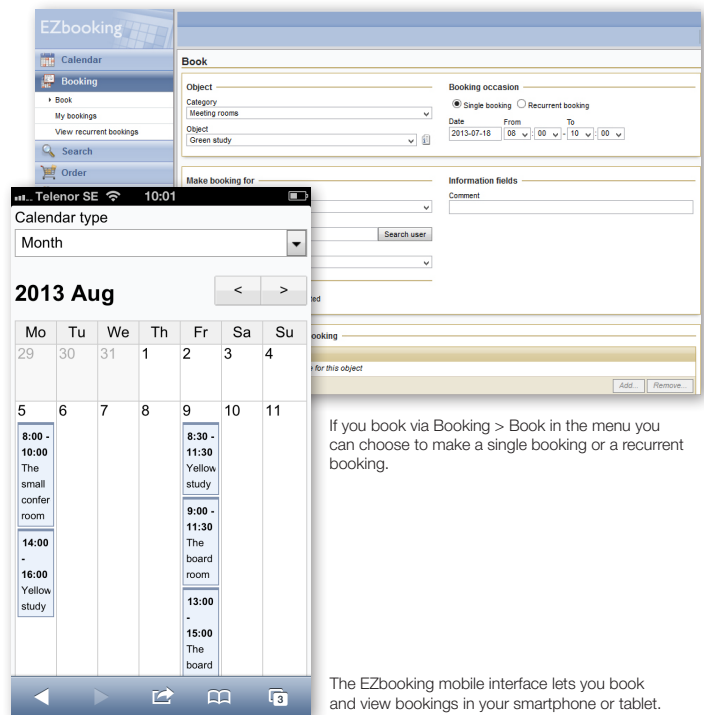 EZbooking
Calendar
Booking
Book
My bookings
View recurrent bookings
Search
Order
Book
Object
Category
Meeting rooms
Object
Green study
Booking occasion
Single booking Recurrent booking
Date From To
2013-07-18 08 : 00 - 10 : 00
Make booking for
Search user
Information fields
Comment
ted
ooking
for this object
Add... Remove...
Telenor SE 10:01
Calendar type
Month
2013 Aug < >
Mo Tu We Th Fr Sa Su
29 30 31 1 2 3 4
5 6 7 8 9 10 11
8:00 -
10:00
The
small
confer
room
14:00
-
16:00
Yellow
study
8:30 -
11:30
Yellow
study
9:00 -
11:30
The
board
room
13:00
-
15:00
The
board
3
If you book via Booking > Book in the menu you
can choose to make a single booking or a recurrent
booking.
The EZbooking mobile interface lets you book
and view bookings in your smartphone or tablet.